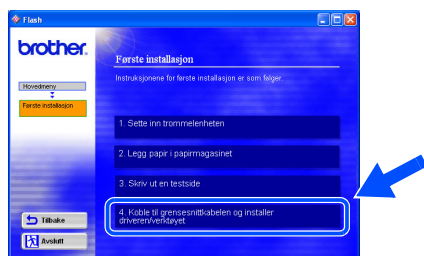 Flash
brother.
Første installasjon
Instruksjonene for første installasjon er som følger
Hovedmeny
Første installasjon
1. Sette inn trommelenheten
2. Legg papir i papirmagasinet
3. Skriv ut en testside
4. Koble til grensesnittkabelen og installer
driveren/verktøyet
Tilbake
Avslutt